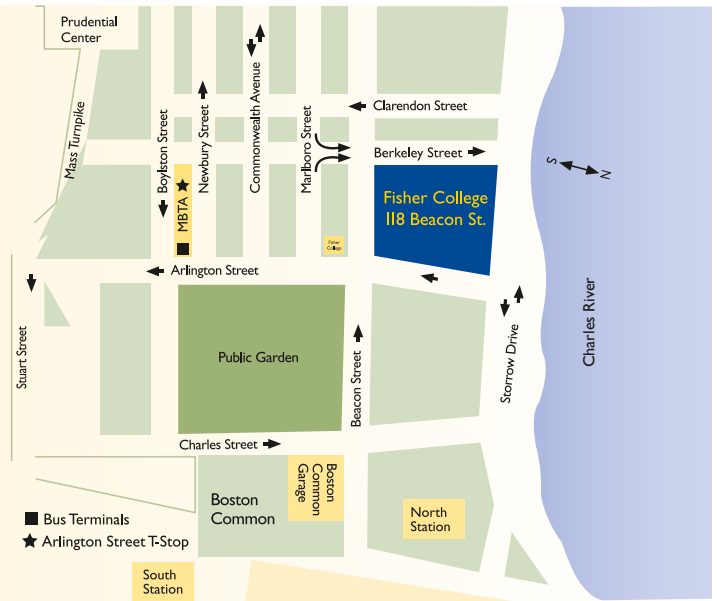 Prudential
Center
Mass Turnpike
Boylston Street
MBTA
Newbury Street
Commonwealth Avenue
Marlboro Street
Clarendon Street
Berkeley Street
S
N
Fisher College
118 Beacon St.
Fisher
College
Arlington Street
Stuart Street
Public Garden
Beacon Street
Storrow Drive
Charles River
Charles Street
Boston
Common
Garage
Boston
Common
North
Station
Bus Terminals
Arlington Street T-Stop
South
Station